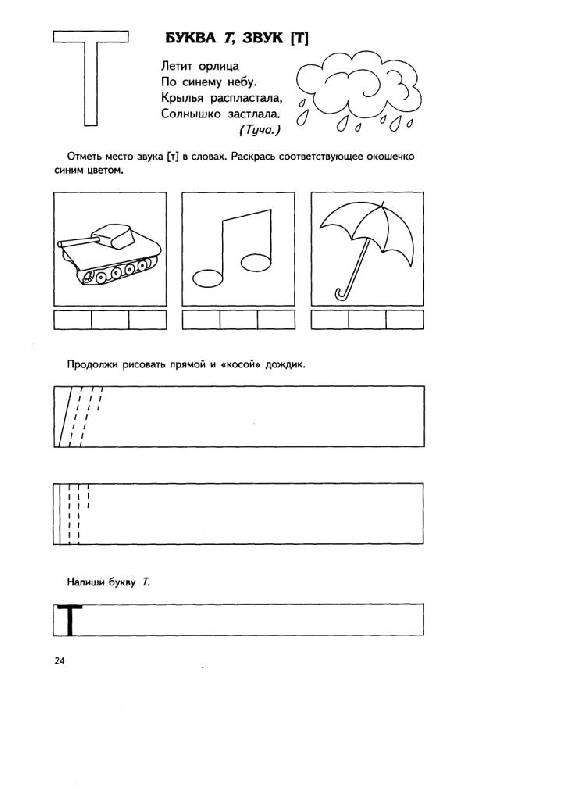 Т
БУКВА Т, ЗВУК [Т]
Летит орлица
По синему небу.
Крылья распластала,
Солнышко застлала.
(Туча.)
Отметь место звука [т] в словах. Раскрась соответствующее окошечко
синим цветом.
Продолжи рисовать прямой и «косой» дождик.
Напиши букву Т.
Т
24